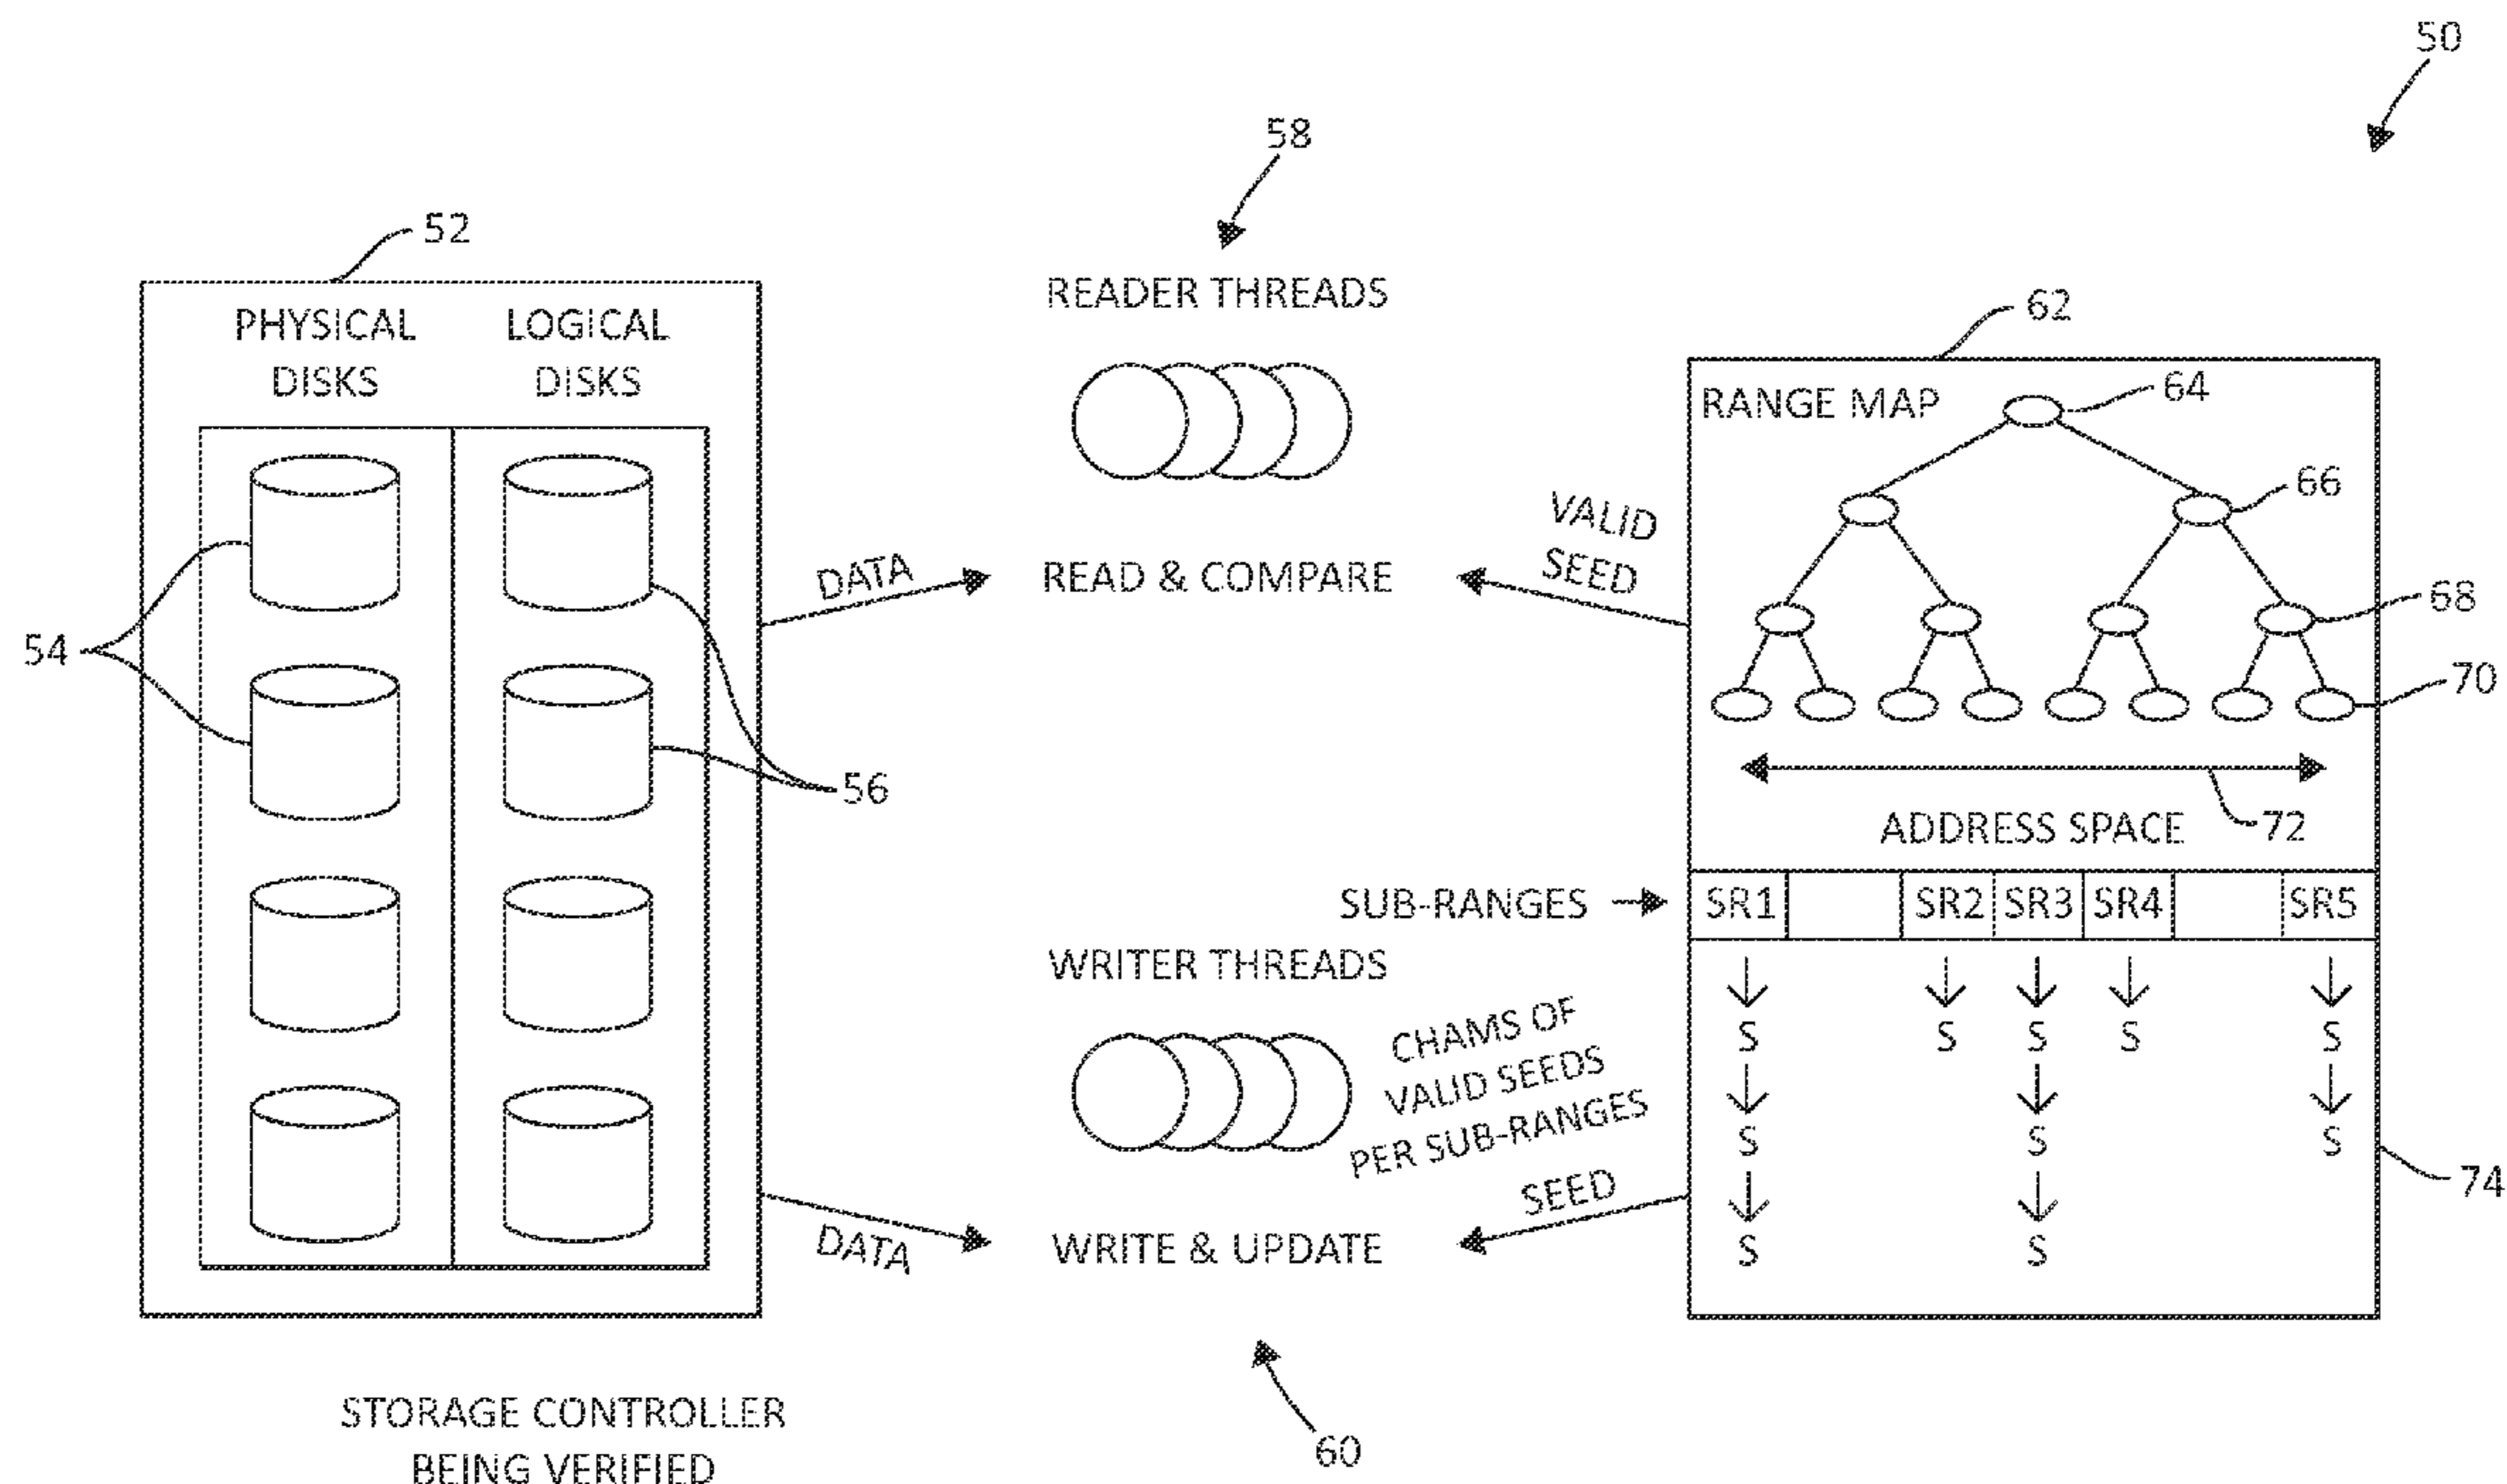 50
58
52
READER THREADS
62
PHYSICAL
DISKS
LOGICAL
DISKS
RANGE MAP
64
66
VALID
SEED
DATA
READ & COMPARE
68
54
70
56
72
ADDRESS SPACE
SUB-RANGES
SR1 SR2 SR3 SR4 SR5
WRITER THREADS
CHAMS OF
VALID SEEDS
PER SUB-RANGES
S S S S S
S S S
74
SEED
DATA
WRITE & UPDATE
S S
STORAGE CONTROLLER
BEING VERIFIED
60